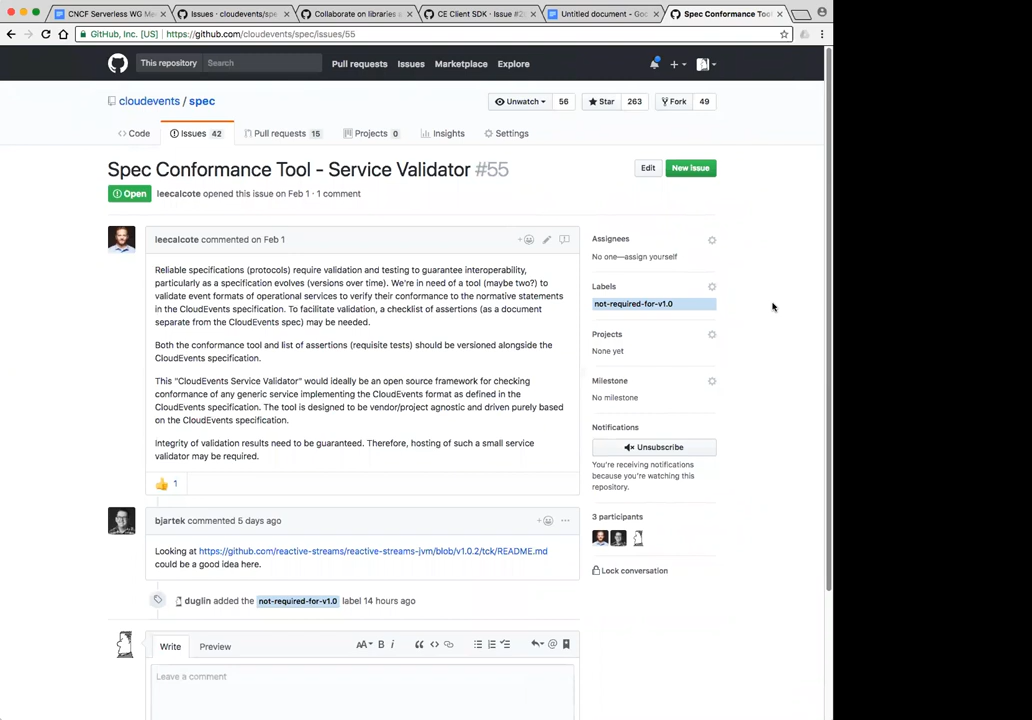 CNCF Serverless WG Me
Issues · cloudevents/spe
Collaborate on libraries a
CE Client SDK · Issue #2
Untitled document - Goo
Spec Conformance Too
GitHub, Inc. [US]
https://github.com/cloudevents/spec/issues/55
This repository
Search
Pull requests
Issues
Marketplace
Explore
cloudevents / spec
Unwatch
56
Star
263
Fork
49
Code
Issues 42
Pull requests 15
Projects 0
Insights
Settings
Spec Conformance Tool - Service Validator #55
Edit
New issue
Open
leecalcote opened this issue on Feb 1 · 1 comment
leecalcote commented on Feb 1
Reliable specifications (protocols) require validation and testing to guarantee interoperability,
particularly as a specification evolves (versions over time). We're in need of a tool (maybe two?) to
validate event formats of operational services to verify their conformance to the normative statements
in the CloudEvents specification. To facilitate validation, a checklist of assertions (as a document
separate from the CloudEvents spec) may be needed.
Both the conformance tool and list of assertions (requisite tests) should be versioned alongside the
CloudEvents specification.
This "CloudEvents Service Validator" would ideally be an open source framework for checking
conformance of any generic service implementing the CloudEvents format as defined in the
CloudEvents specification. The tool is designed to be vendor/project agnostic and driven purely based
on the CloudEvents specification.
Integrity of validation results need to be guaranteed. Therefore, hosting of such a small service
validator may be required.
1
bjartek commented 5 days ago
Looking at https://github.com/reactive-streams/reactive-streams-jvm/blob/v1.0.2/tck/README.md
could be a good idea here.
duglin added the not-required-for-v1.0 label 14 hours ago
Write
Preview
AA B i
Leave a comment
Assignees
No one—assign yourself
Labels
not-required-for-v1.0
Projects
None yet
Milestone
No milestone
Notifications
Unsubscribe
You're receiving notifications
because you're watching this
repository.
3 participants
Lock conversation